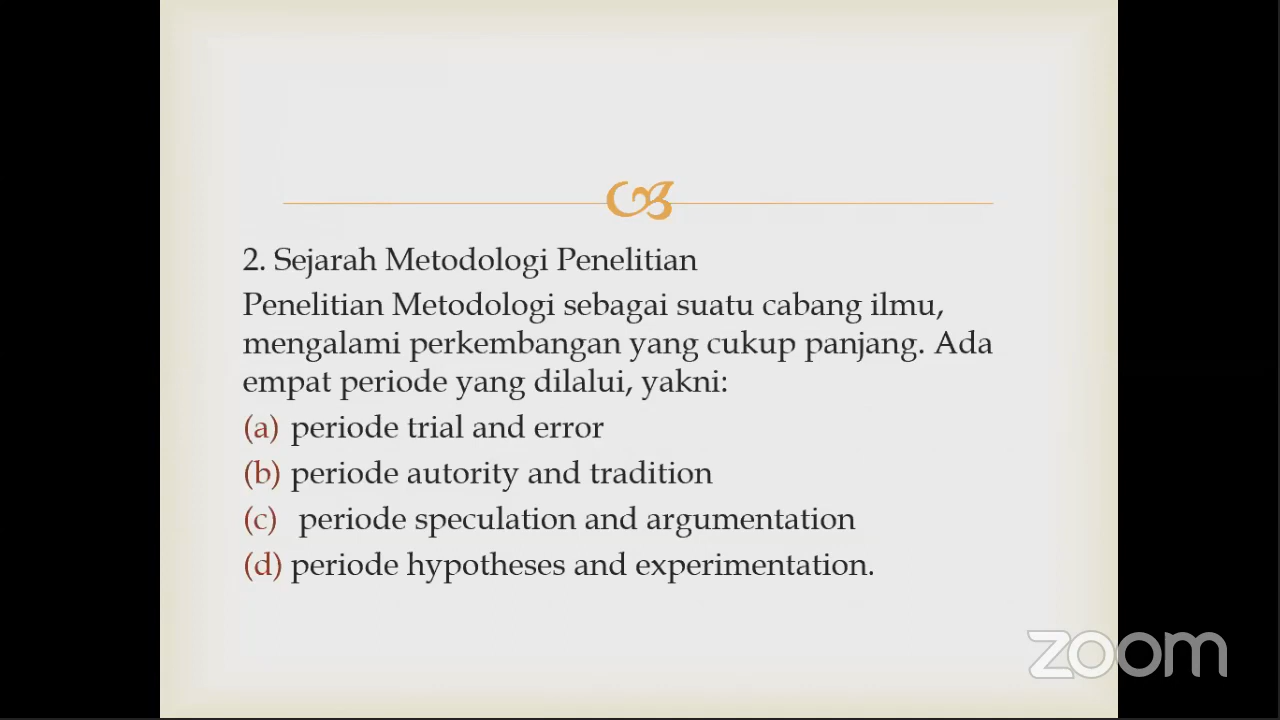 2. Sejarah Metodologi Penelitian
Penelitian Metodologi sebagai suatu cabang ilmu,
mengalami perkembangan yang cukup panjang. Ada
empat periode yang dilalui, yakni:
(a) periode trial and error
(b) periode autority and tradition
(c) periode speculation and argumentation
(d) periode hypotheses and experimentation.
zoom